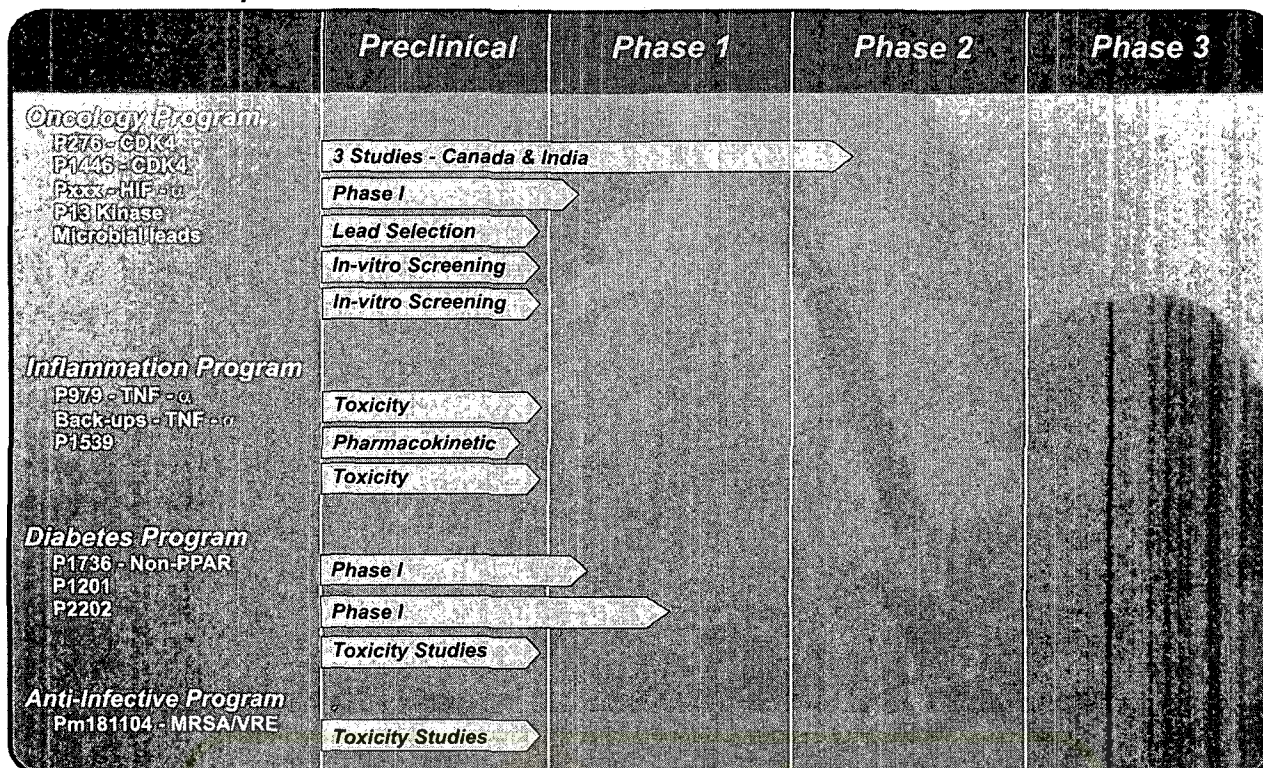 Preclinical Phase 1 Phase 2 Phase 3
Oncology Program
P276 - CDK4
P1446 - CDK4
Pxxx - HIF - α
P13 Kinase
Microbial leads
3 Studies - Canada & India
Phase I
Lead Selection
In-vitro Screening
In-vitro Screening
Inflammation Program
P979 - TNF - α
Back-ups - TNF - α
P1539
Toxicity
Pharmacokinetic
Toxicity
Diabetes Program
P1736 - Non-PPAR
P1201
P2202
Phase I
Phase I
Toxicity Studies
Anti-Infective Program
Pm181104 - MRSA/VRE
Toxicity Studies